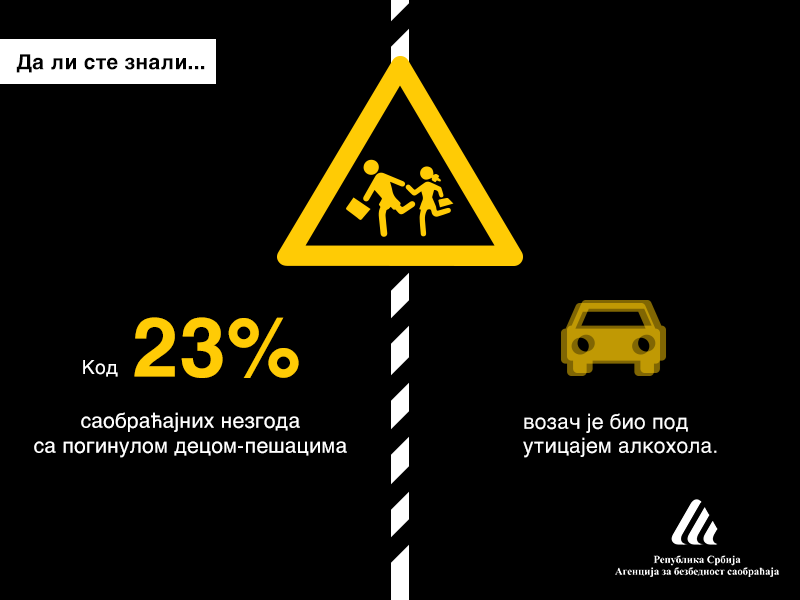 Да ли сте знали...
Код 23%
саобраћајних незгода
са погинулом децом-пешацима
возач је био под
утицајем алкохола.
Република Србија
Агенција за безбедност саобраћаја